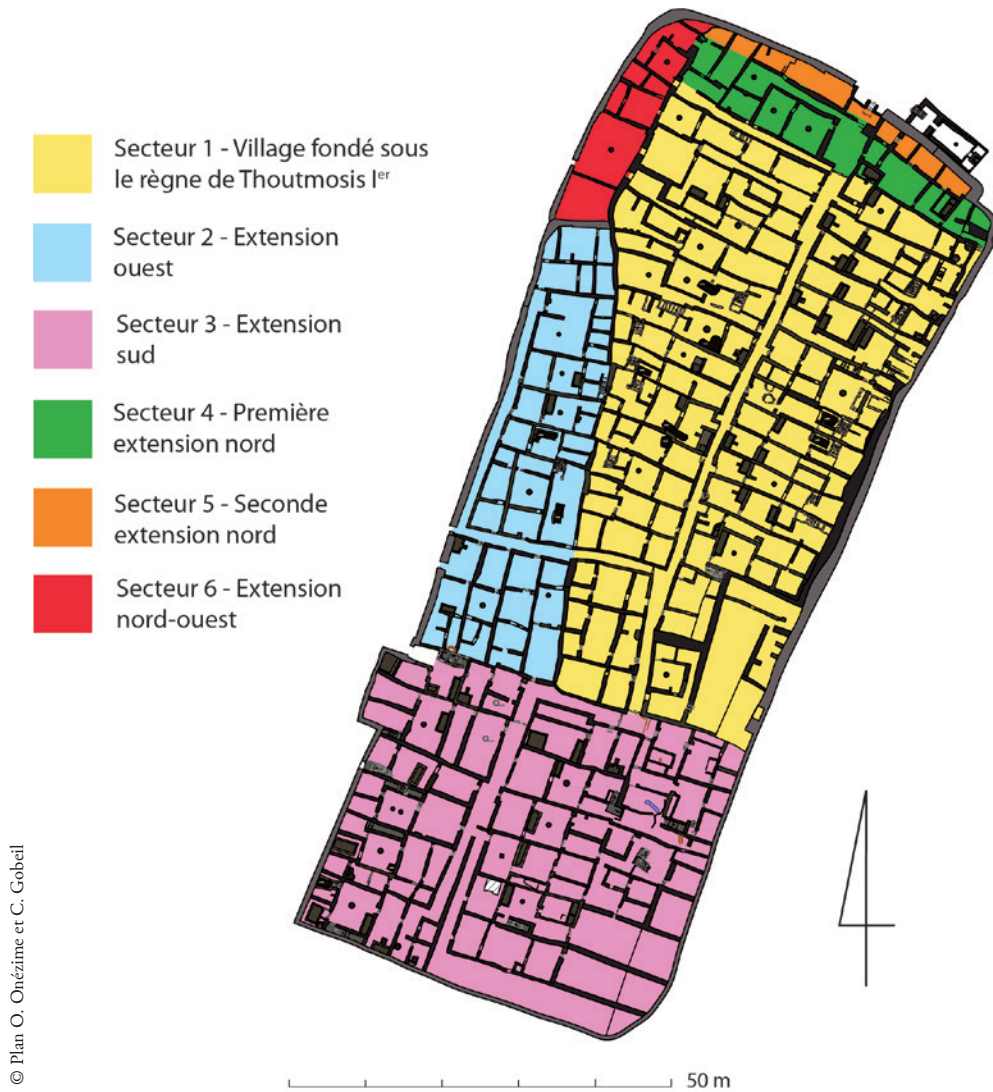 Secteur 1 - Village fondé sous
le règne de Thoutmosis Ier
Secteur 2 - Extension
ouest
Secteur 3 - Extension
sud
Secteur 4 - Première
extension nord
Secteur 5 - Seconde
extension nord
Secteur 6 - Extension
nord-ouest
© Plan O. Onézime et C. Gobeil
50 m